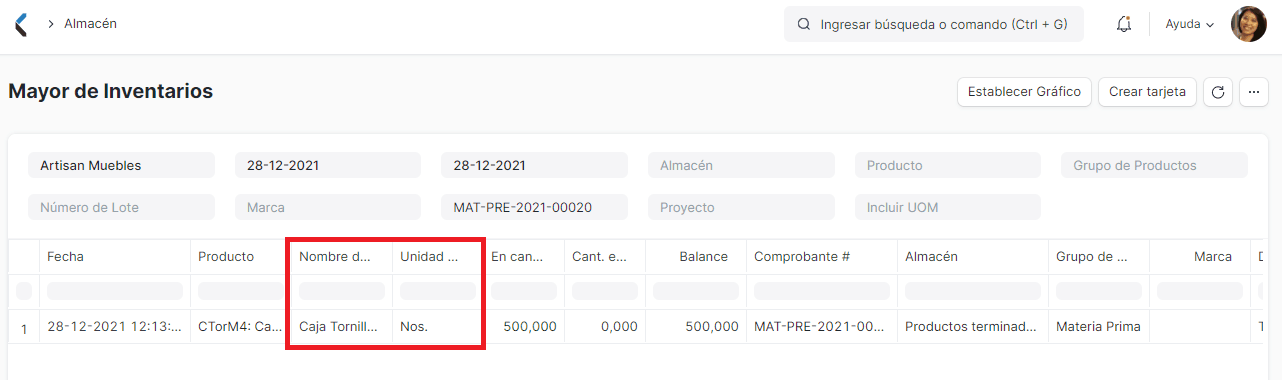 Almacén
Ingresar búsqueda o comando (Ctrl + G)
Ayuda
Mayor de Inventarios
Establecer Gráfico
Crear tarjeta
...
Artisan Muebles
28-12-2021
28-12-2021
Almacén
Producto
Grupo de Productos
Número de Lote
Marca
MAT-PRE-2021-00020
Proyecto
Incluir UOM
Fecha
Producto
Nombre d...
Unidad ...
En can...
Cant. e...
Balance
Comprobante #
Almacén
Grupo de ...
Marca
1
28-12-2021 12:13:...
CTorM4: Ca...
Caja Tornill...
Nos.
500,000
0,000
500,000
MAT-PRE-2021-00...
Productos terminad...
Materia Prima